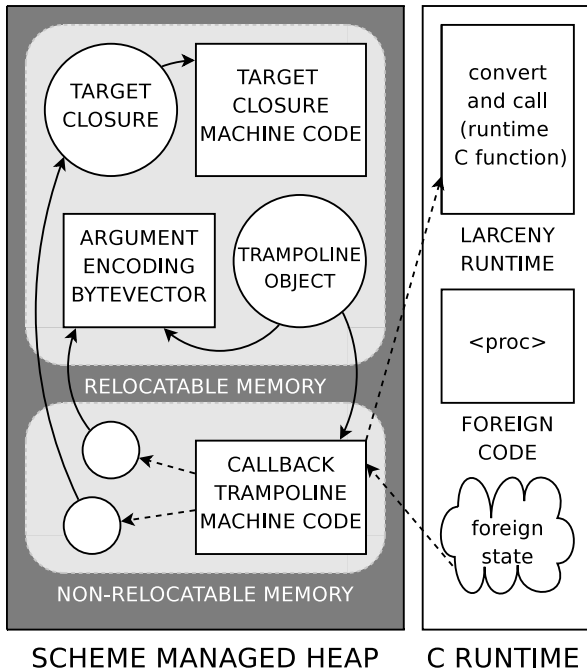 TARGET
CLOSURE
TARGET
CLOSURE
MACHINE CODE
ARGUMENT
ENCODING
BYTEVECTOR
TRAMPOLINE
OBJECT
RELOCATABLE MEMORY
CALLBACK
TRAMPOLINE
MACHINE CODE
NON-RELOCATABLE MEMORY
SCHEME MANAGED HEAP
convert
and call
(runtime
C function)
LARCENY
RUNTIME
<proc>
FOREIGN
CODE
foreign
state
C RUNTIME